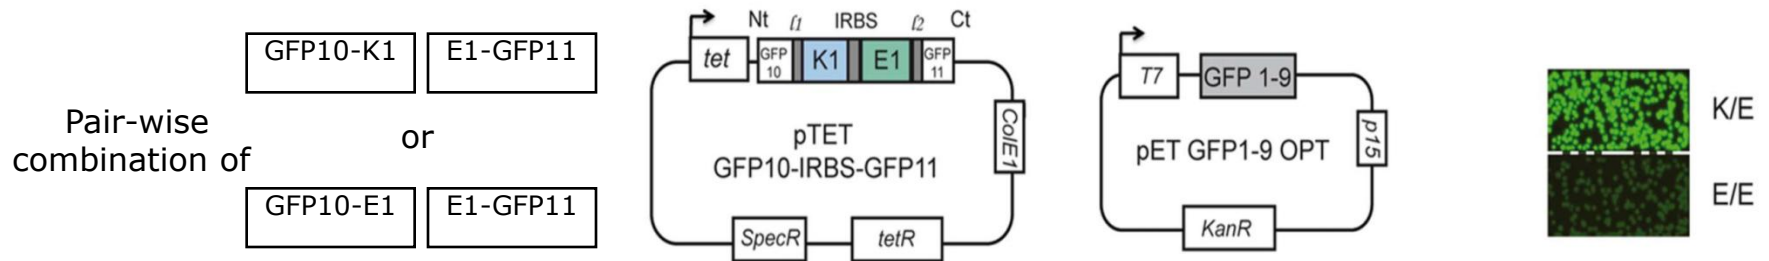 Pair-wise
combination of
GFP10-K1
E1-GFP11
or
GFP10-E1
E1-GFP11
Nt ℓ1 IRBS ℓ2 Ct
tet
GFP
10
K1
E1
GFP
11
ColE1
pTET
GFP10-IRBS-GFP11
SpecR
tetR
T7
GFP 1-9
p15
pET GFP1-9 OPT
KanR
K/E
E/E